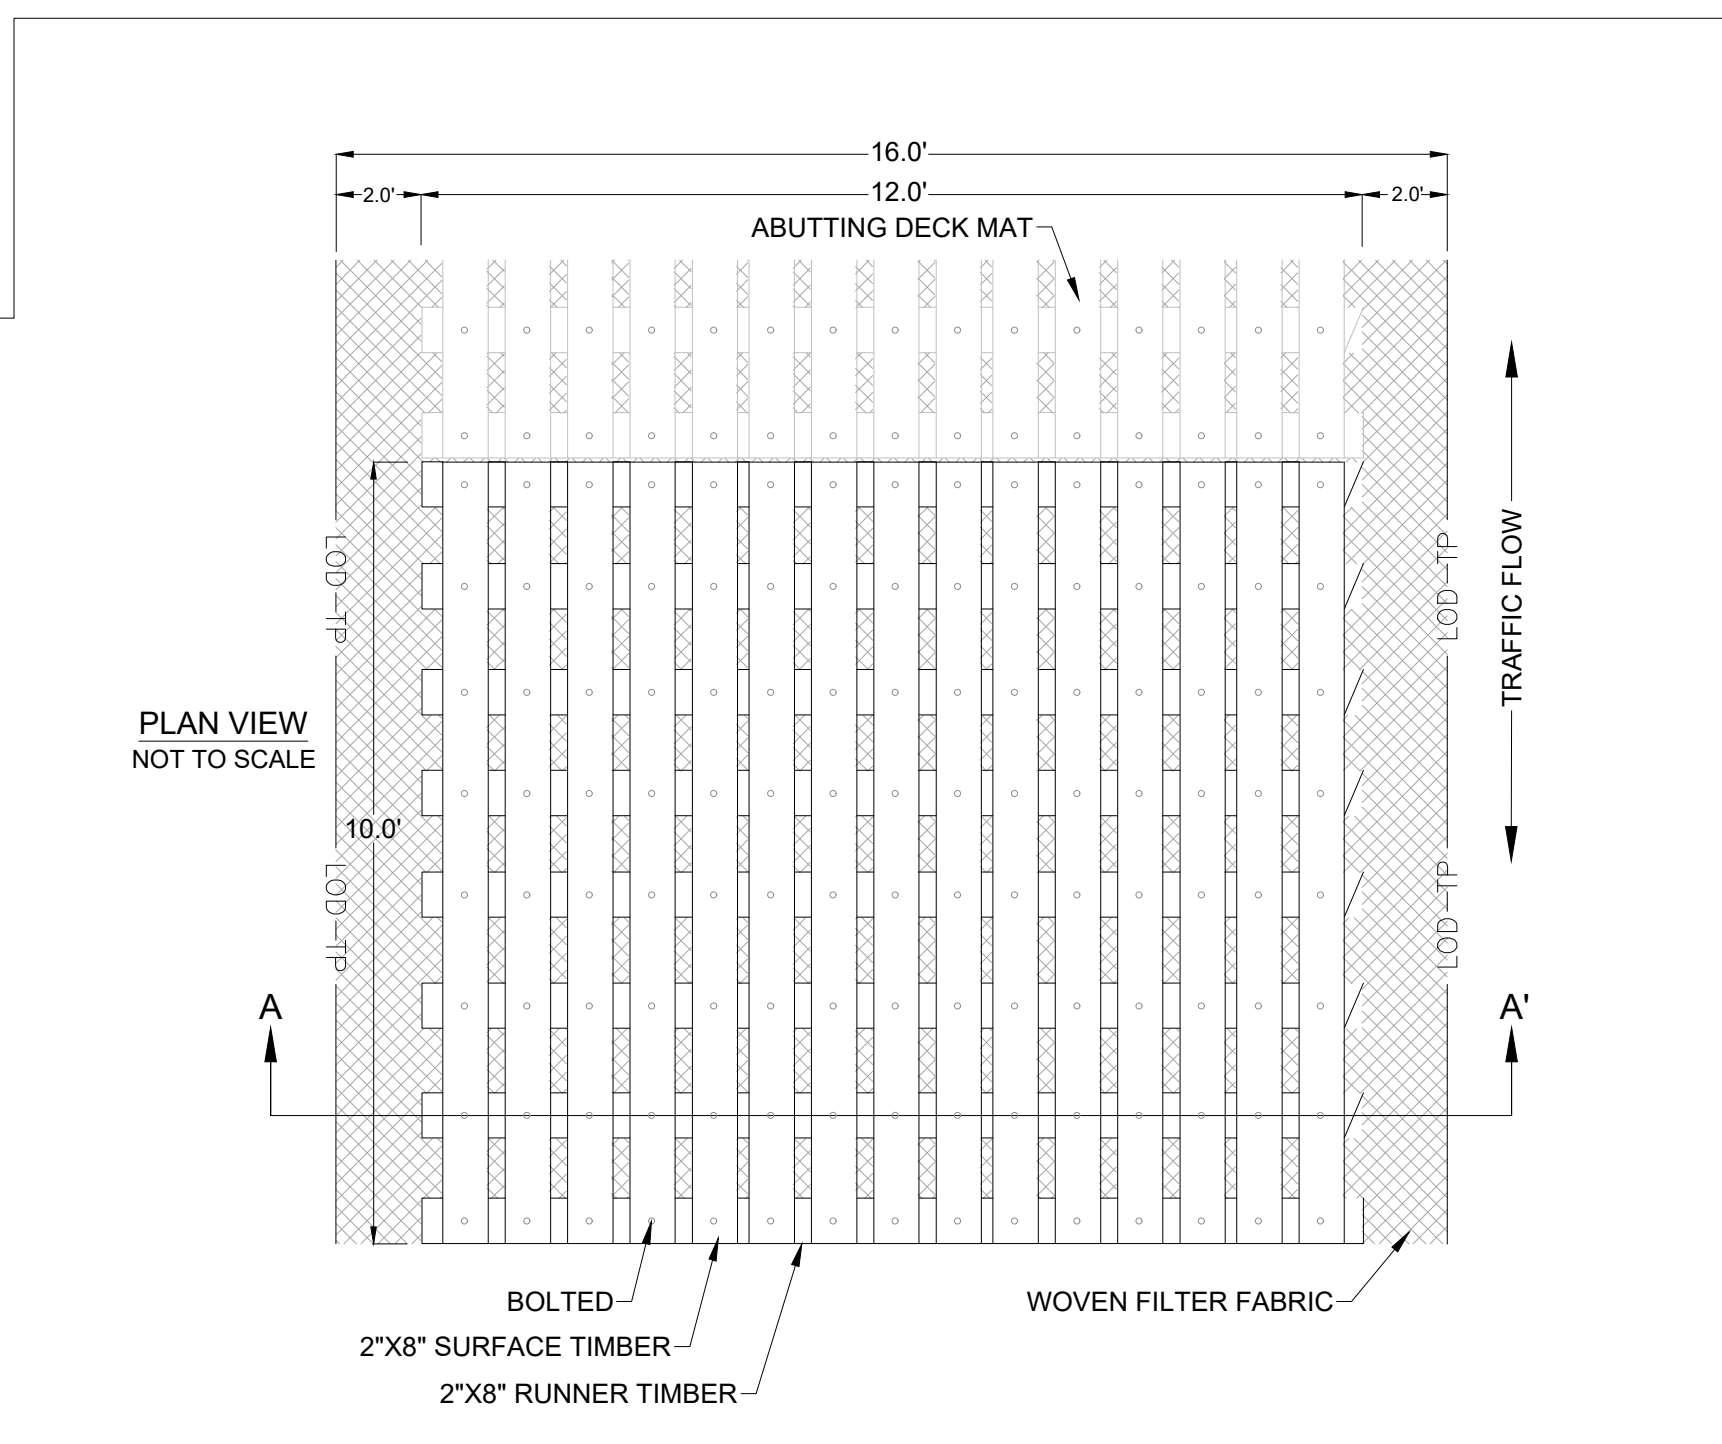 16.0'
2.0'
12.0'
2.0'
ABUTTING DECK MAT
LOD TP
LOD TP
TRAFFIC FLOW
PLAN VIEW
NOT TO SCALE
10.0'
LOD TP
LOD TP
A
A'
BOLTED
WOVEN FILTER FABRIC
2"X8" SURFACE TIMBER
2"X8" RUNNER TIMBER